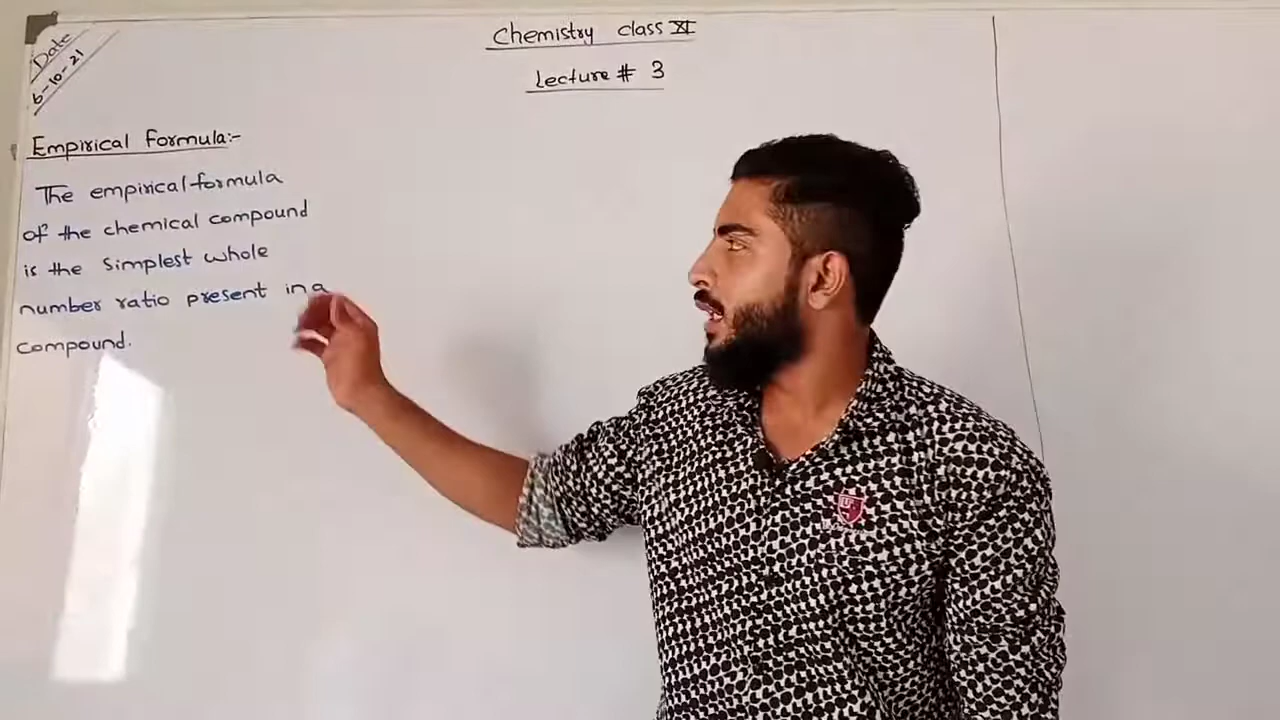 Date
6-10-21
Chemistry class XI
Lecture # 3
Empirical Formula:-
The empirical formula
of the chemical compound
is the simplest whole
number ratio present in a
compound.